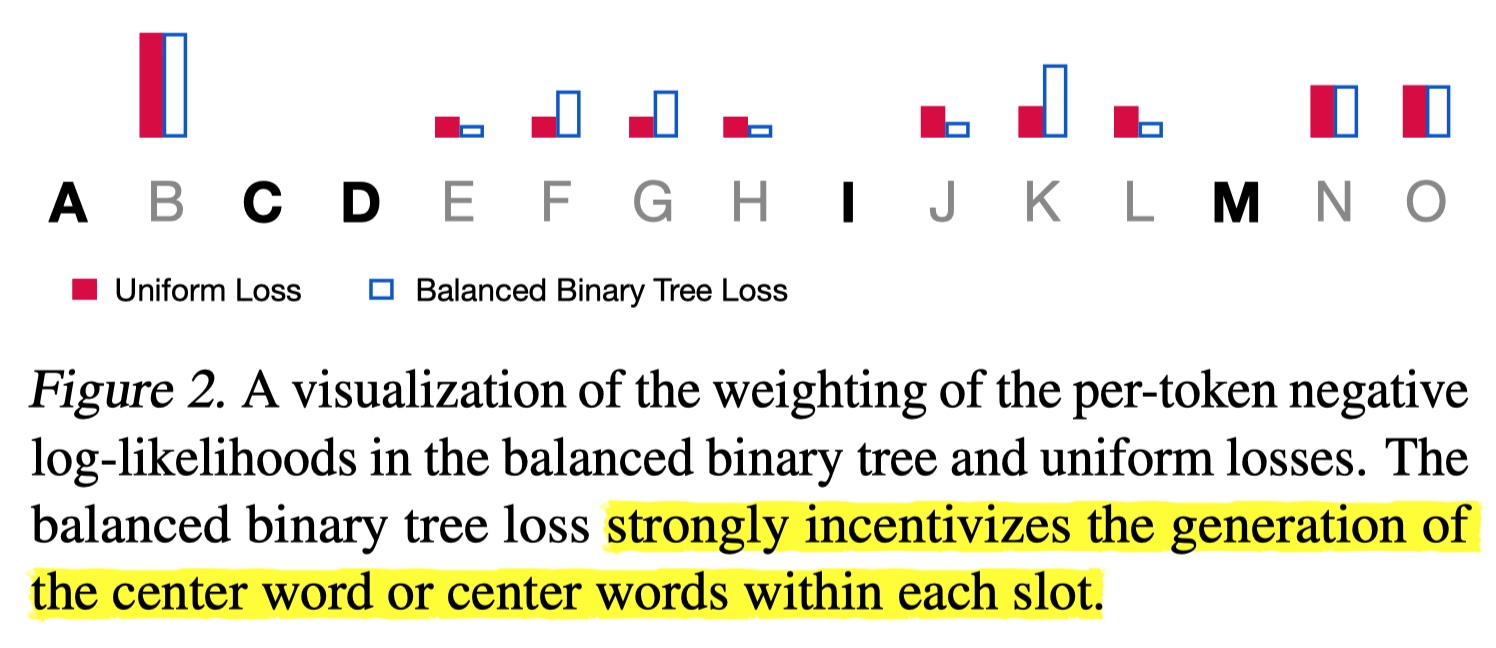 A B C D E F G H I J K L M N O
Uniform Loss Balanced Binary Tree Loss
Figure 2. A visualization of the weighting of the per-token negative
log-likelihoods in the balanced binary tree and uniform losses. The
balanced binary tree loss strongly incentivizes the generation of
the center word or center words within each slot.